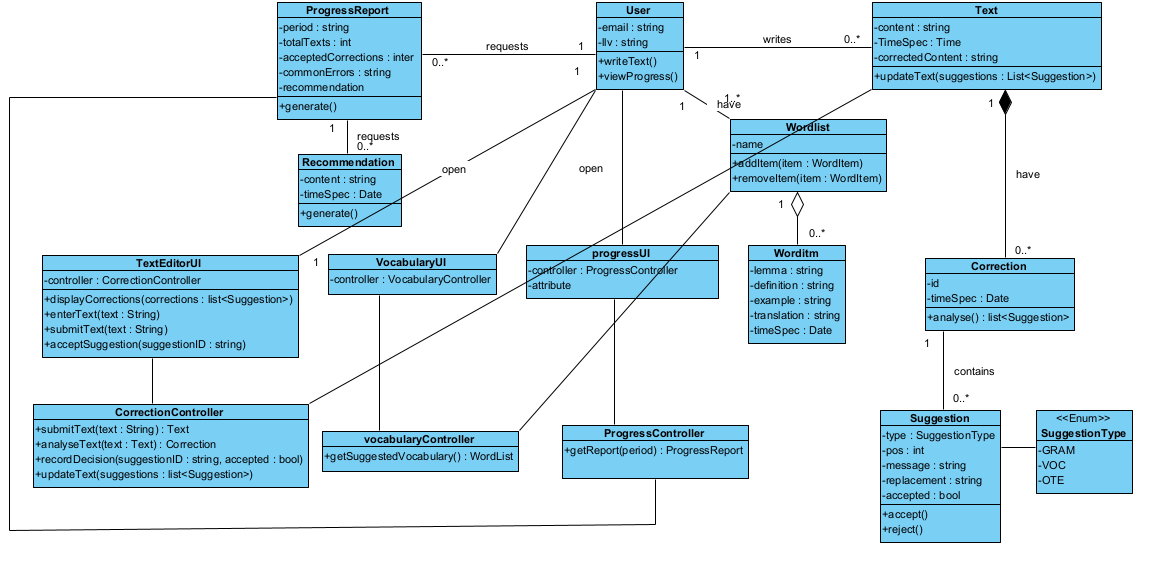 ProgressReport
-period : string
-totalTexts : int
-acceptedCorrections : inter
-commonErrors : string
-recommendation
+generate()
User
-email : string
-llv : string
+writeText()
+viewProgress()
Text
-content : string
-TimeSpec : Time
-correctedContent : string
+updateText(suggestions : List<Suggestion>)
requests
0..*
1
1
writes
1
0..*
1
have
1..*
1
requests
0..*
Recommendation
-content : string
-timeSpec : Date
+generate()
Wordlist
-name
+addItem(item : WordItem)
+removeItem(item : WordItem)
1
have
0..*
open
open
1
1
0..*
TextEditorUI
-controller : CorrectionController
+displayCorrections(corrections : list<Suggestion>)
+enterText(text : String)
+submitText(text : String)
+acceptSuggestion(suggestionID : string)
VocabularyUI
-controller : VocabularyController
progressUI
-controller : ProgressController
-attribute
Worditm
-lemma : string
-definition : string
-example : string
-translation : string
-timeSpec : Date
Correction
-id
-timeSpec : Date
+analyse() : list<Suggestion>
1
contains
0..*
CorrectionController
+submitText(text : String) : Text
+analyseText(text : Text) : Correction
+recordDecision(suggestionID : string, accepted : bool)
+updateText(suggestions : list<Suggestion>)
vocabularyController
+getSuggestedVocabulary() : WordList
ProgressController
+getReport(period) : ProgressReport
Suggestion
-type : SuggestionType
-pos : int
-message : string
-replacement : string
-accepted : bool
+accept()
+reject()
<<Enum>>
SuggestionType
-GRAM
-VOC
-OTE